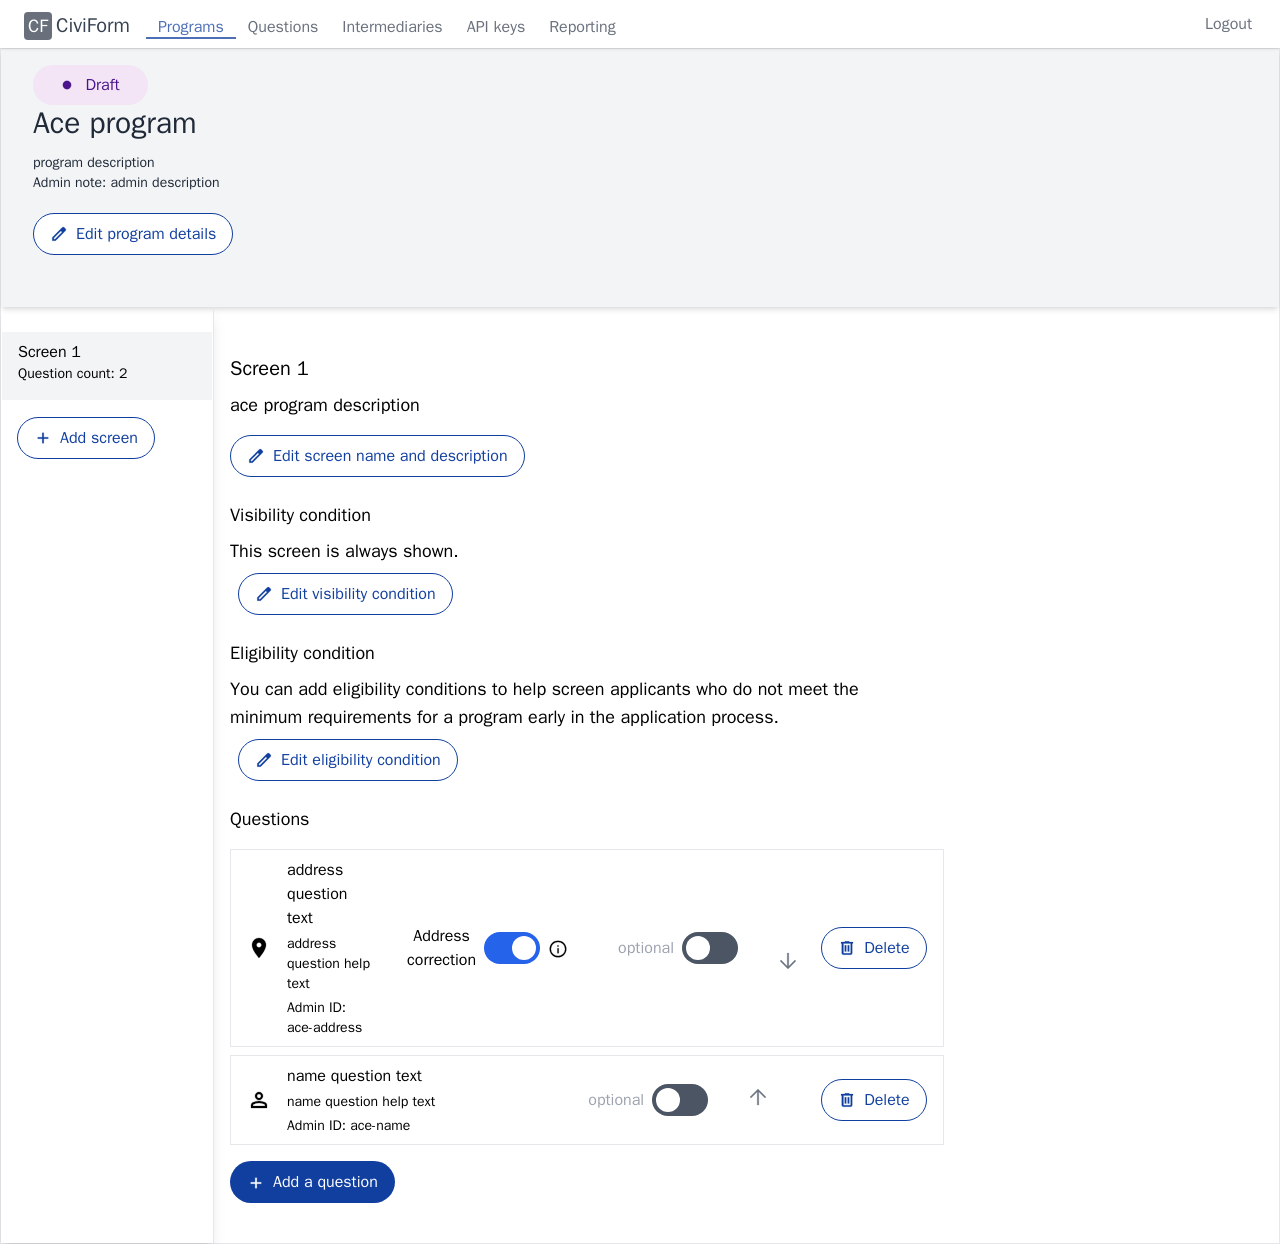 CF CiviForm Programs Questions Intermediaries API keys Reporting Logout
Draft
Ace program
program description
Admin note: admin description
Edit program details
Screen 1
Question count: 2
Add screen
Screen 1
ace program description
Edit screen name and description
Visibility condition
This screen is always shown.
Edit visibility condition
Eligibility condition
You can add eligibility conditions to help screen applicants who do not meet the
minimum requirements for a program early in the application process.
Edit eligibility condition
Questions
address
question
text
address
question help
text
Admin ID:
ace-address
Address
correction
optional
Delete
name question text
name question help text
Admin ID: ace-name
optional
Delete
Add a question